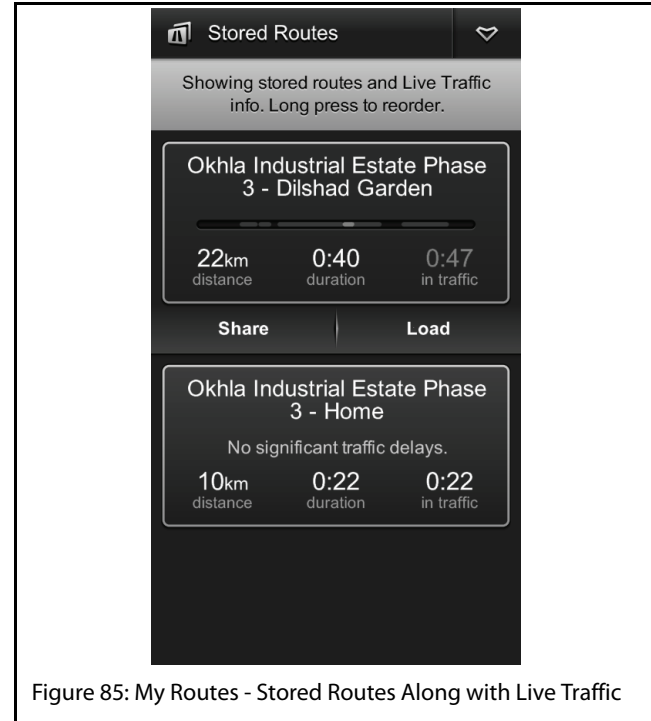 Stored Routes
Showing stored routes and Live Traffic
info. Long press to reorder.
Okhla Industrial Estate Phase
3 - Dilshad Garden
22km 0:40 0:47
distance duration in traffic
Share Load
Okhla Industrial Estate Phase
3 - Home
No significant traffic delays.
10km 0:22 0:22
distance duration in traffic
Figure 85: My Routes - Stored Routes Along with Live Traffic